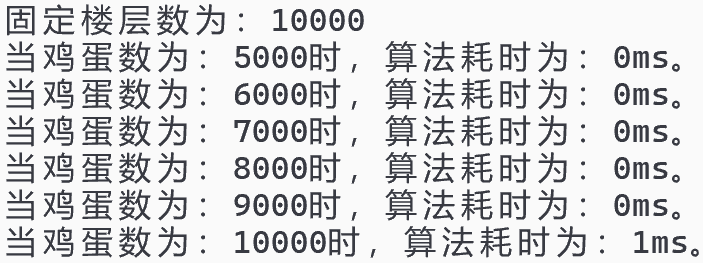 固定楼层数为：10000
当鸡蛋数为：5000时，算法耗时为：0ms。
当鸡蛋数为：6000时，算法耗时为：0ms。
当鸡蛋数为：7000时，算法耗时为：0ms。
当鸡蛋数为：8000时，算法耗时为：0ms。
当鸡蛋数为：9000时，算法耗时为：0ms。
当鸡蛋数为：10000时，算法耗时为：1ms。